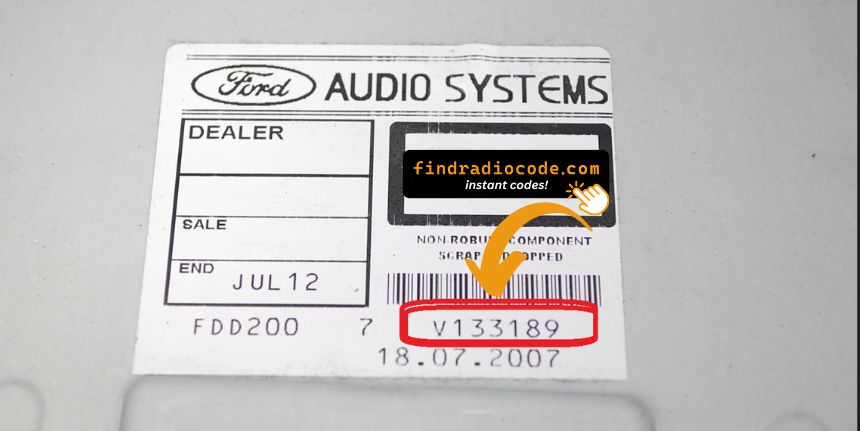 Ford AUDIO SYSTEMS
DEALER
findradiocode.com
instant codes!
SALE
NON ROBUST COMPONENT
SCRAP DROPPED
END JUL12
FDD200 7 V133189
18.07.2007